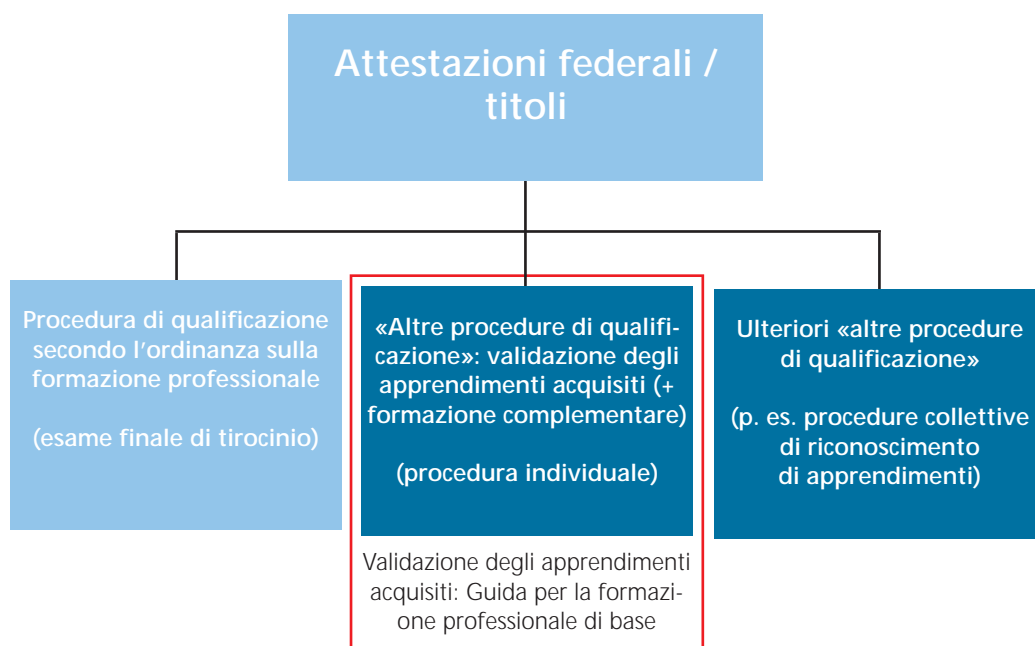 Attestazioni federali /
titoli
Procedura di qualificazione
secondo l'ordinanza sulla
formazione professionale
(esame finale di tirocinio)
«Altre procedure di qualifi-
cazione»: validazione degli
apprendimenti acquisiti (+
formazione complementare)
(procedura individuale)
Validazione degli apprendimenti
acquisiti: Guida per la formazi-
one professionale di base
Ulteriori «altre procedure
di qualificazione»
(p. es. procedure collettive
di riconoscimento
di apprendimenti)